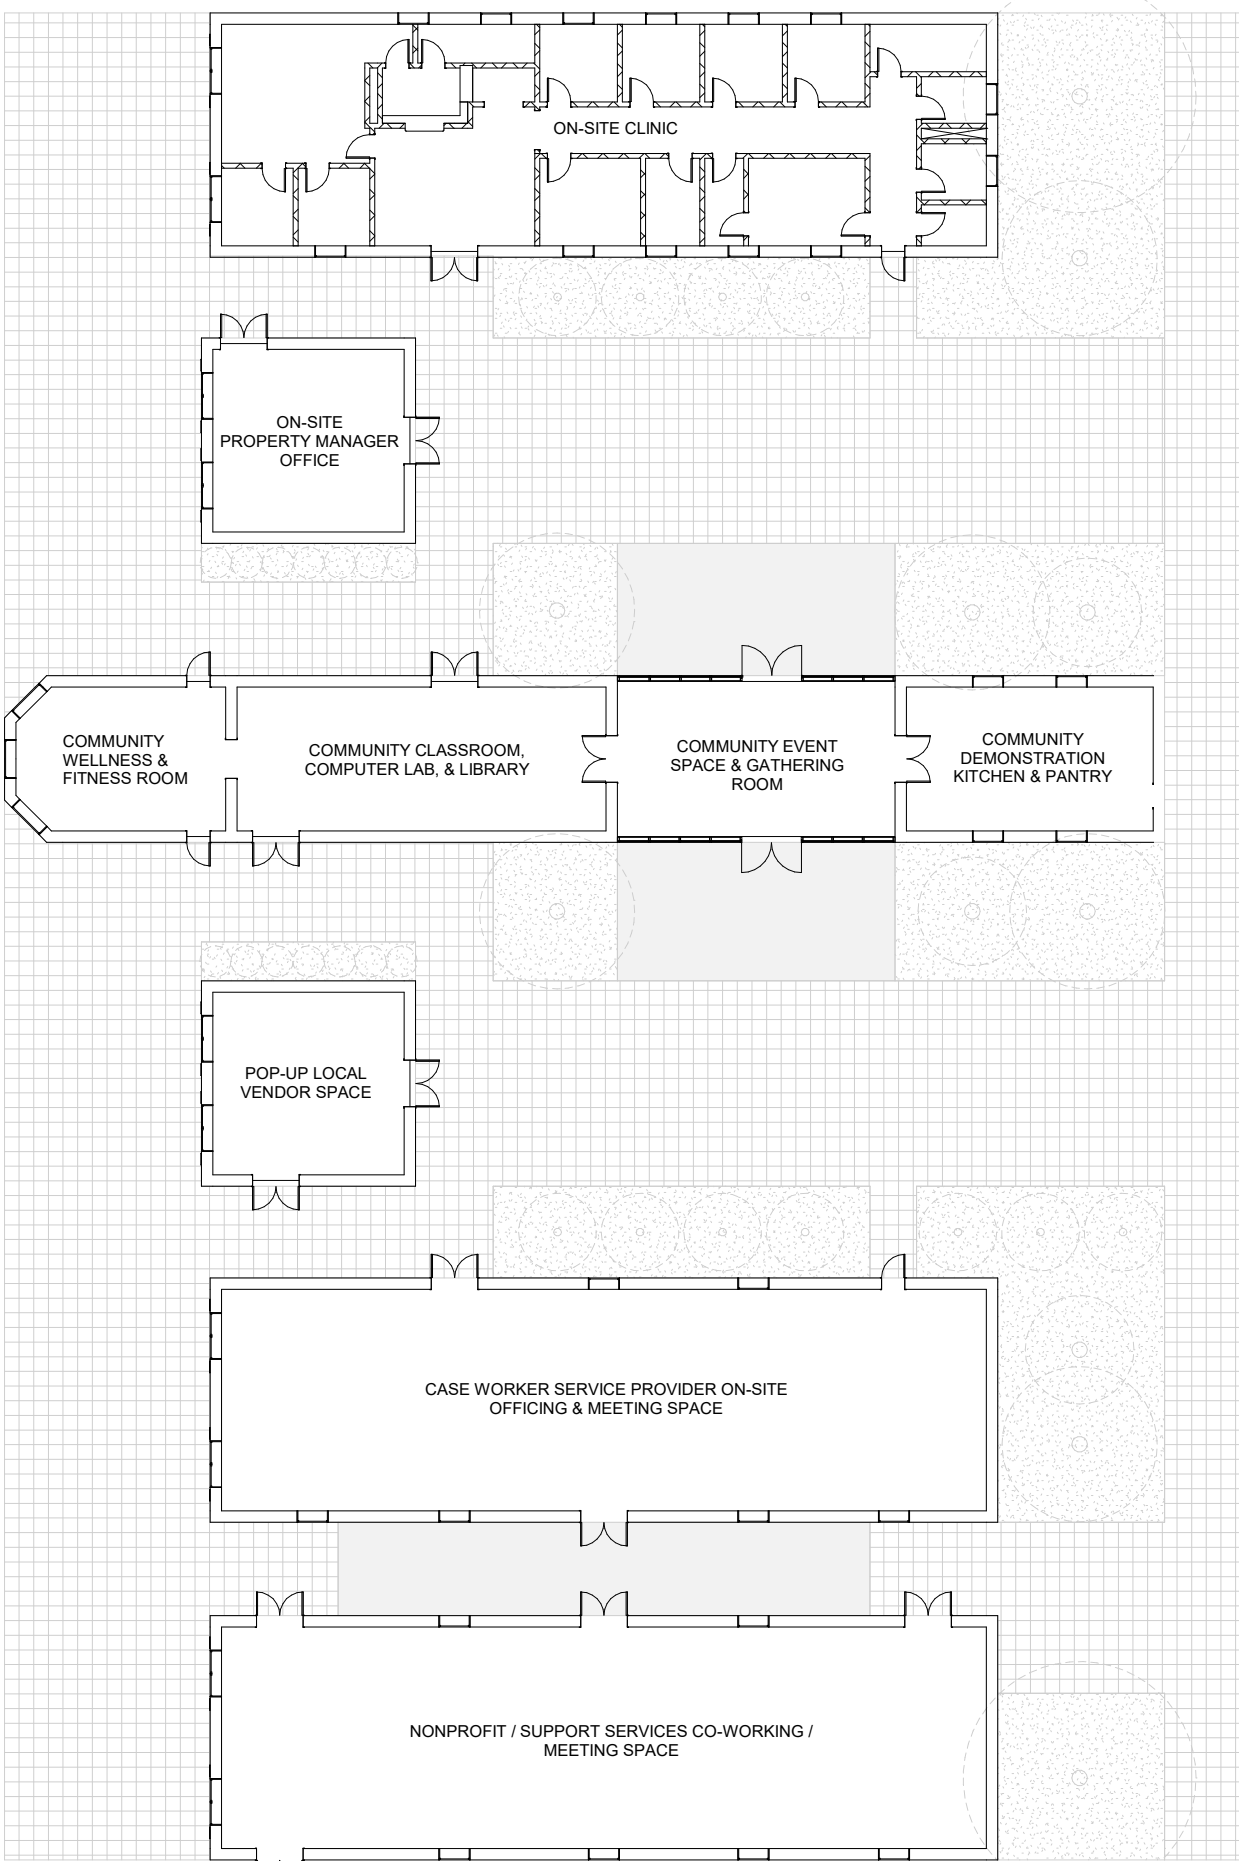 ON-SITE CLINIC
ON-SITE
PROPERTY MANAGER
OFFICE
COMMUNITY
WELLNESS &
FITNESS ROOM
COMMUNITY CLASSROOM,
COMPUTER LAB, & LIBRARY
COMMUNITY EVENT
SPACE & GATHERING
ROOM
COMMUNITY
DEMONSTRATION
KITCHEN & PANTRY
POP-UP LOCAL
VENDOR SPACE
CASE WORKER SERVICE PROVIDER ON-SITE
OFFICING & MEETING SPACE
NONPROFIT / SUPPORT SERVICES CO-WORKING /
MEETING SPACE